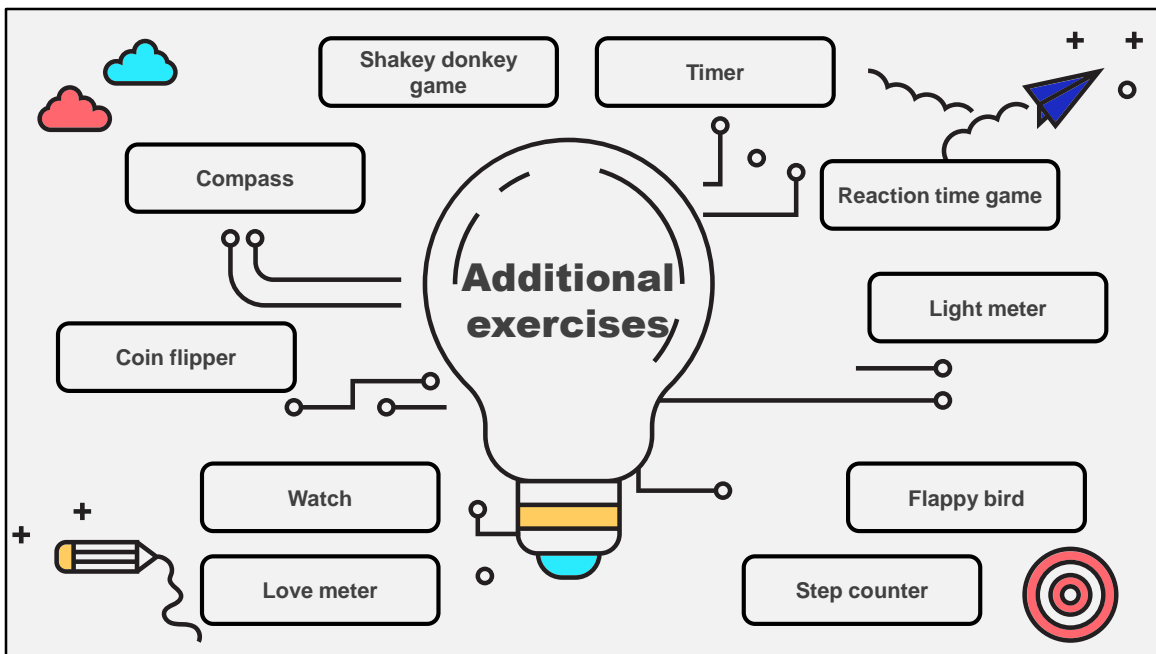 Shakey donkey
game
Timer
Compass
Reaction time game
Additional
exercises
Light meter
Coin flipper
Watch
Flappy bird
Love meter
Step counter